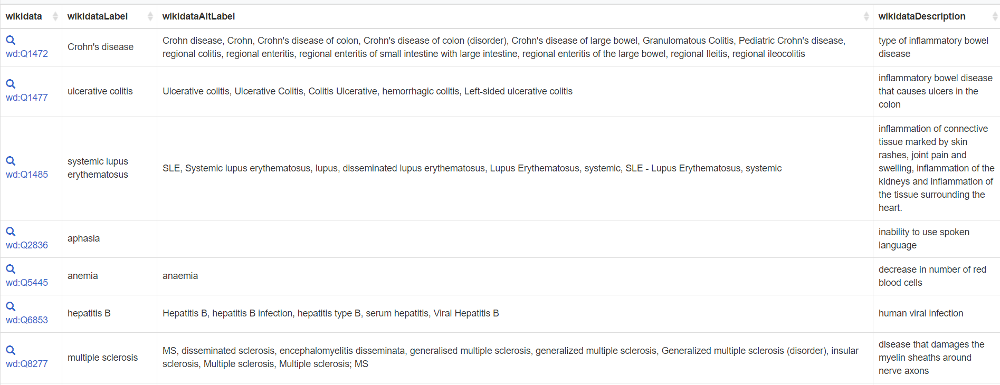 wikidata wikidataLabel wikidataAltLabel wikidataDescription
wd:Q1472
Crohn's disease
Crohn disease, Crohn, Crohn's disease of colon, Crohn's disease of colon (disorder), Crohn's disease of large bowel, Granulomatous Colitis, Pediatric Crohn's disease,
regional colitis, regional enteritis, regional enteritis of small intestine with large intestine, regional enteritis of the large bowel, regional Ileitis, regional ileocolitis
type of inflammatory bowel
disease
wd:Q1477
ulcerative colitis
Ulcerative colitis, Ulcerative Colitis, Colitis Ulcerative, hemorrhagic colitis, Left-sided ulcerative colitis
inflammatory bowel disease
that causes ulcers in the
colon
wd:Q1485
systemic lupus
erythematosus
SLE, Systemic lupus erythematosus, lupus, disseminated lupus erythematosus, Lupus Erythematosus, systemic, SLE - Lupus Erythematosus, systemic
inflammation of connective
tissue marked by skin
rashes, joint pain and
swelling, inflammation of the
kidneys and inflammation of
the tissue surrounding the
heart.
wd:Q2836
aphasia
inability to use spoken
language
wd:Q5445
anemia
anaemia
decrease in number of red
blood cells
wd:Q6853
hepatitis B
Hepatitis B, hepatitis B infection, hepatitis type B, serum hepatitis, Viral Hepatitis B
human viral infection
wd:Q8277
multiple sclerosis
MS, disseminated sclerosis, encephalomyelitis disseminata, generalised multiple sclerosis, generalized multiple sclerosis, Generalized multiple sclerosis (disorder), insular
sclerosis, Multiple sclerosis, Multiple sclerosis; MS
disease that damages the
myelin sheaths around
nerve axons